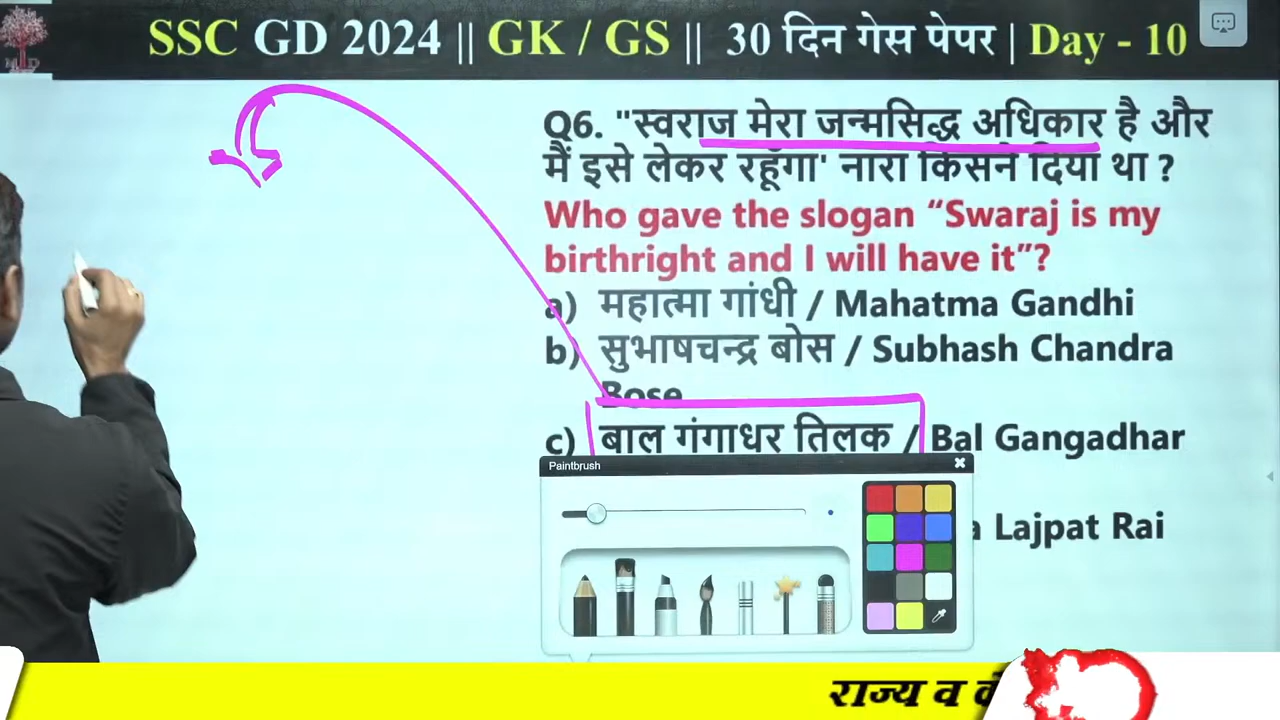 SSC GD 2024 || GK / GS || 30 दिन गेस पेपर | Day - 10
Q6. "स्वराज मेरा जन्मसिद्ध अधिकार है और
मैं इसे लेकर रहूँगा' नारा किसने दिया था ?
Who gave the slogan “Swaraj is my
birthright and I will have it”?
a) महात्मा गांधी / Mahatma Gandhi
b) सुभाषचन्द्र बोस / Subhash Chandra
Bose
c) बाल गंगाधर तिलक / Bal Gangadhar
Paintbrush
Lajpat Rai
राज्य व